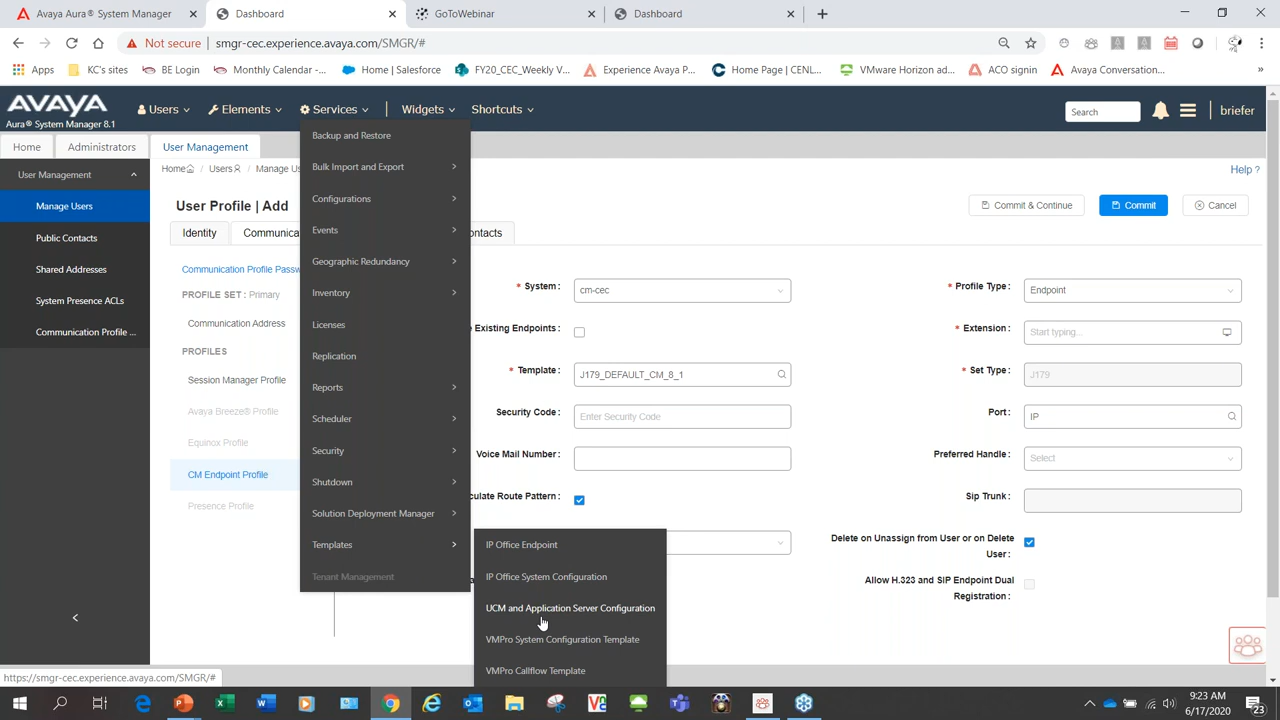 Avaya Aura® System Manager
Dashboard
GoToWebinar
Dashboard
Not secure
smgr-cec.experience.avaya.com/SMGR/#
Apps
KC's sites
BE Login
Monthly Calendar -...
Home | Salesforce
FY20_CEC_Weekly V...
Experience Avaya P...
Home Page | CENL...
VMware Horizon ad...
ACO signin
Avaya Conversation...
»
AVAYA
Aura® System Manager 8.1
Users
Elements
Services
Widgets
Shortcuts
Search
briefer
Home
Administrators
User Management
User Management
Manage Users
Public Contacts
Shared Addresses
System Presence ACLs
Communication Profile ...
Home / Users / Manage Us
Help ?
User Profile | Add
Commit & Continue
Commit
Cancel
Identity
Communica
ontacts
Communication Profile Passw
PROFILE SET : Primary
Communication Address
PROFILES
Session Manager Profile
Avaya Breeze® Profile
Equinox Profile
CM Endpoint Profile
Presence Profile
Backup and Restore
Bulk Import and Export
Configurations
Events
Geographic Redundancy
Inventory
Licenses
Replication
Reports
Scheduler
Security
Shutdown
Solution Deployment Manager
Templates
Tenant Management
IP Office Endpoint
IP Office System Configuration
UCM and Application Server Configuration
VMPro System Configuration Template
VMPro Callflow Template
* System :
cm-cec
* Profile Type :
Endpoint
e Existing Endpoints :
* Extension :
Start typing...
* Template :
J179_DEFAULT_CM_8_1
* Set Type :
J179
Security Code :
Enter Security Code
Port :
IP
Voice Mail Number :
Preferred Handle :
Select
culate Route Pattern :
Sip Trunk :
Delete on Unassign from User or on Delete
User :
Allow H.323 and SIP Endpoint Dual
Registration :
https://smgr-cec.experience.avaya.com/SMGR/#
9:23 AM
6/17/2020
23